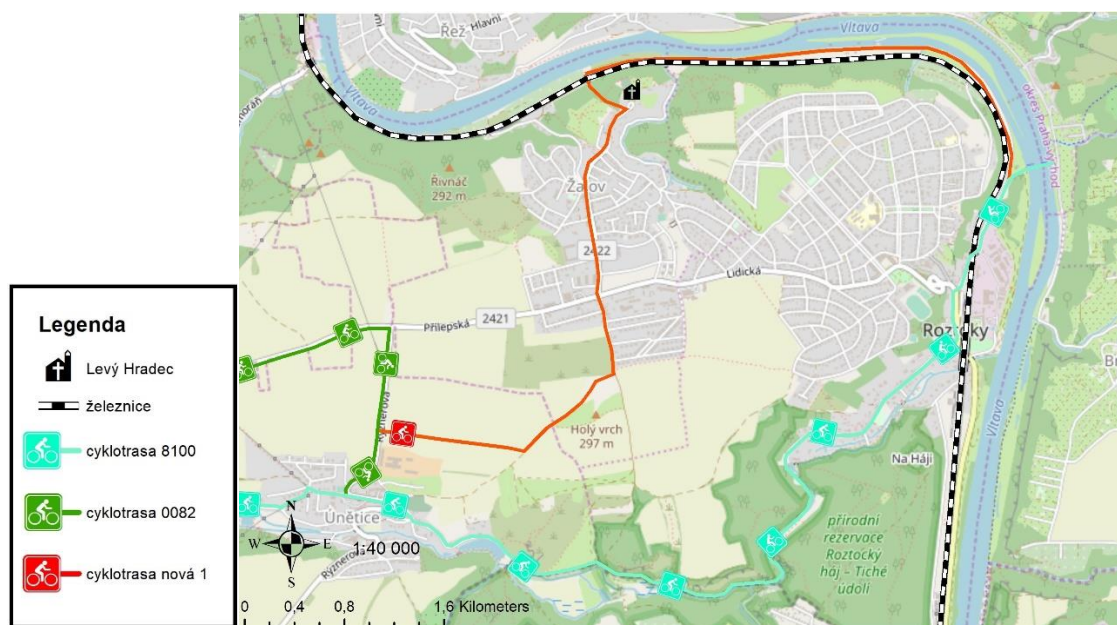 Legenda
Levý Hradec
železnice
cyklotrasa 8100
cyklotrasa 0082
cyklotrasa nová 1
Řež
Hlavní
Vltava
Vltava
okres Praha-východ
Řivnáč
292 m
Žalov
2422
Lidická
Přílepská
2421
Roztoky
Rýznerova
Holý vrch
297 m
Vltava
Na Háji
Únětice
přírodní
rezervace
Roztocký
háj – Tiché
údolí
N
W
E
S
1:40 000
0
0,4
0,8
1,6 Kilometers